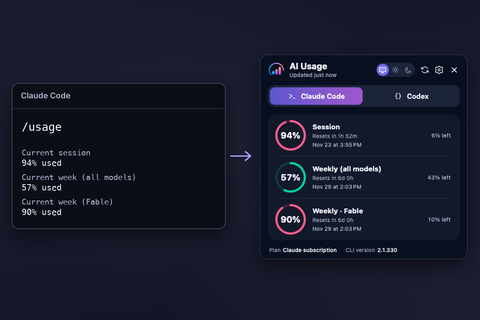 Claude Code
/usage
Current session
94% used
Current week (all models)
57% used
Current week (Fable)
90% used
AI Usage
Updated just now
>_ Claude Code
{} Codex
94%
Session
Resets in 1h 52m
Nov 23 at 3:55 PM
6% left
57%
Weekly (all models)
Resets in 6d 0h
Nov 29 at 2:03 PM
43% left
90%
Weekly · Fable
Resets in 6d 0h
Nov 29 at 2:03 PM
10% left
Plan Claude subscription CLI version 2.1.330